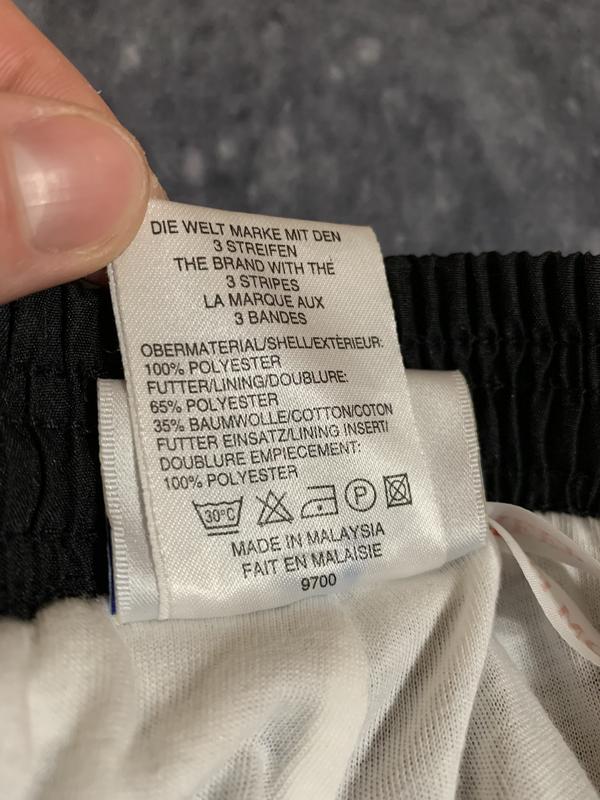 DIE WELT MARKE MIT DEN
3 STREIFEN
THE BRAND WITH THE
3 STRIPES
LA MARQUE AUX
3 BANDES
OBERMATERIAL/SHELL/EXTÈRIEUR:
100% POLYESTER
FUTTER/LINING/DOUBLURE:
65% POLYESTER
35% BAUMWOLLE/COTTON/COTON
FUTTER EINSATZ/LINING INSERT/
DOUBLURE EMPIECEMENT:
100% POLYESTER
30°C
P
MADE IN MALAYSIA
FAIT EN MALAISIE
9700